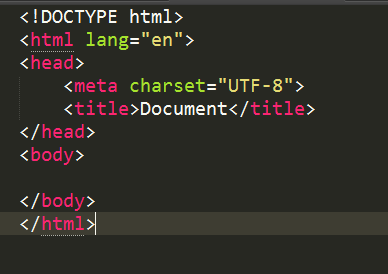 <!DOCTYPE html>
<html lang="en">
<head>
    <meta charset="UTF-8">
    <title>Document</title>
</head>
<body>

</body>
</html>